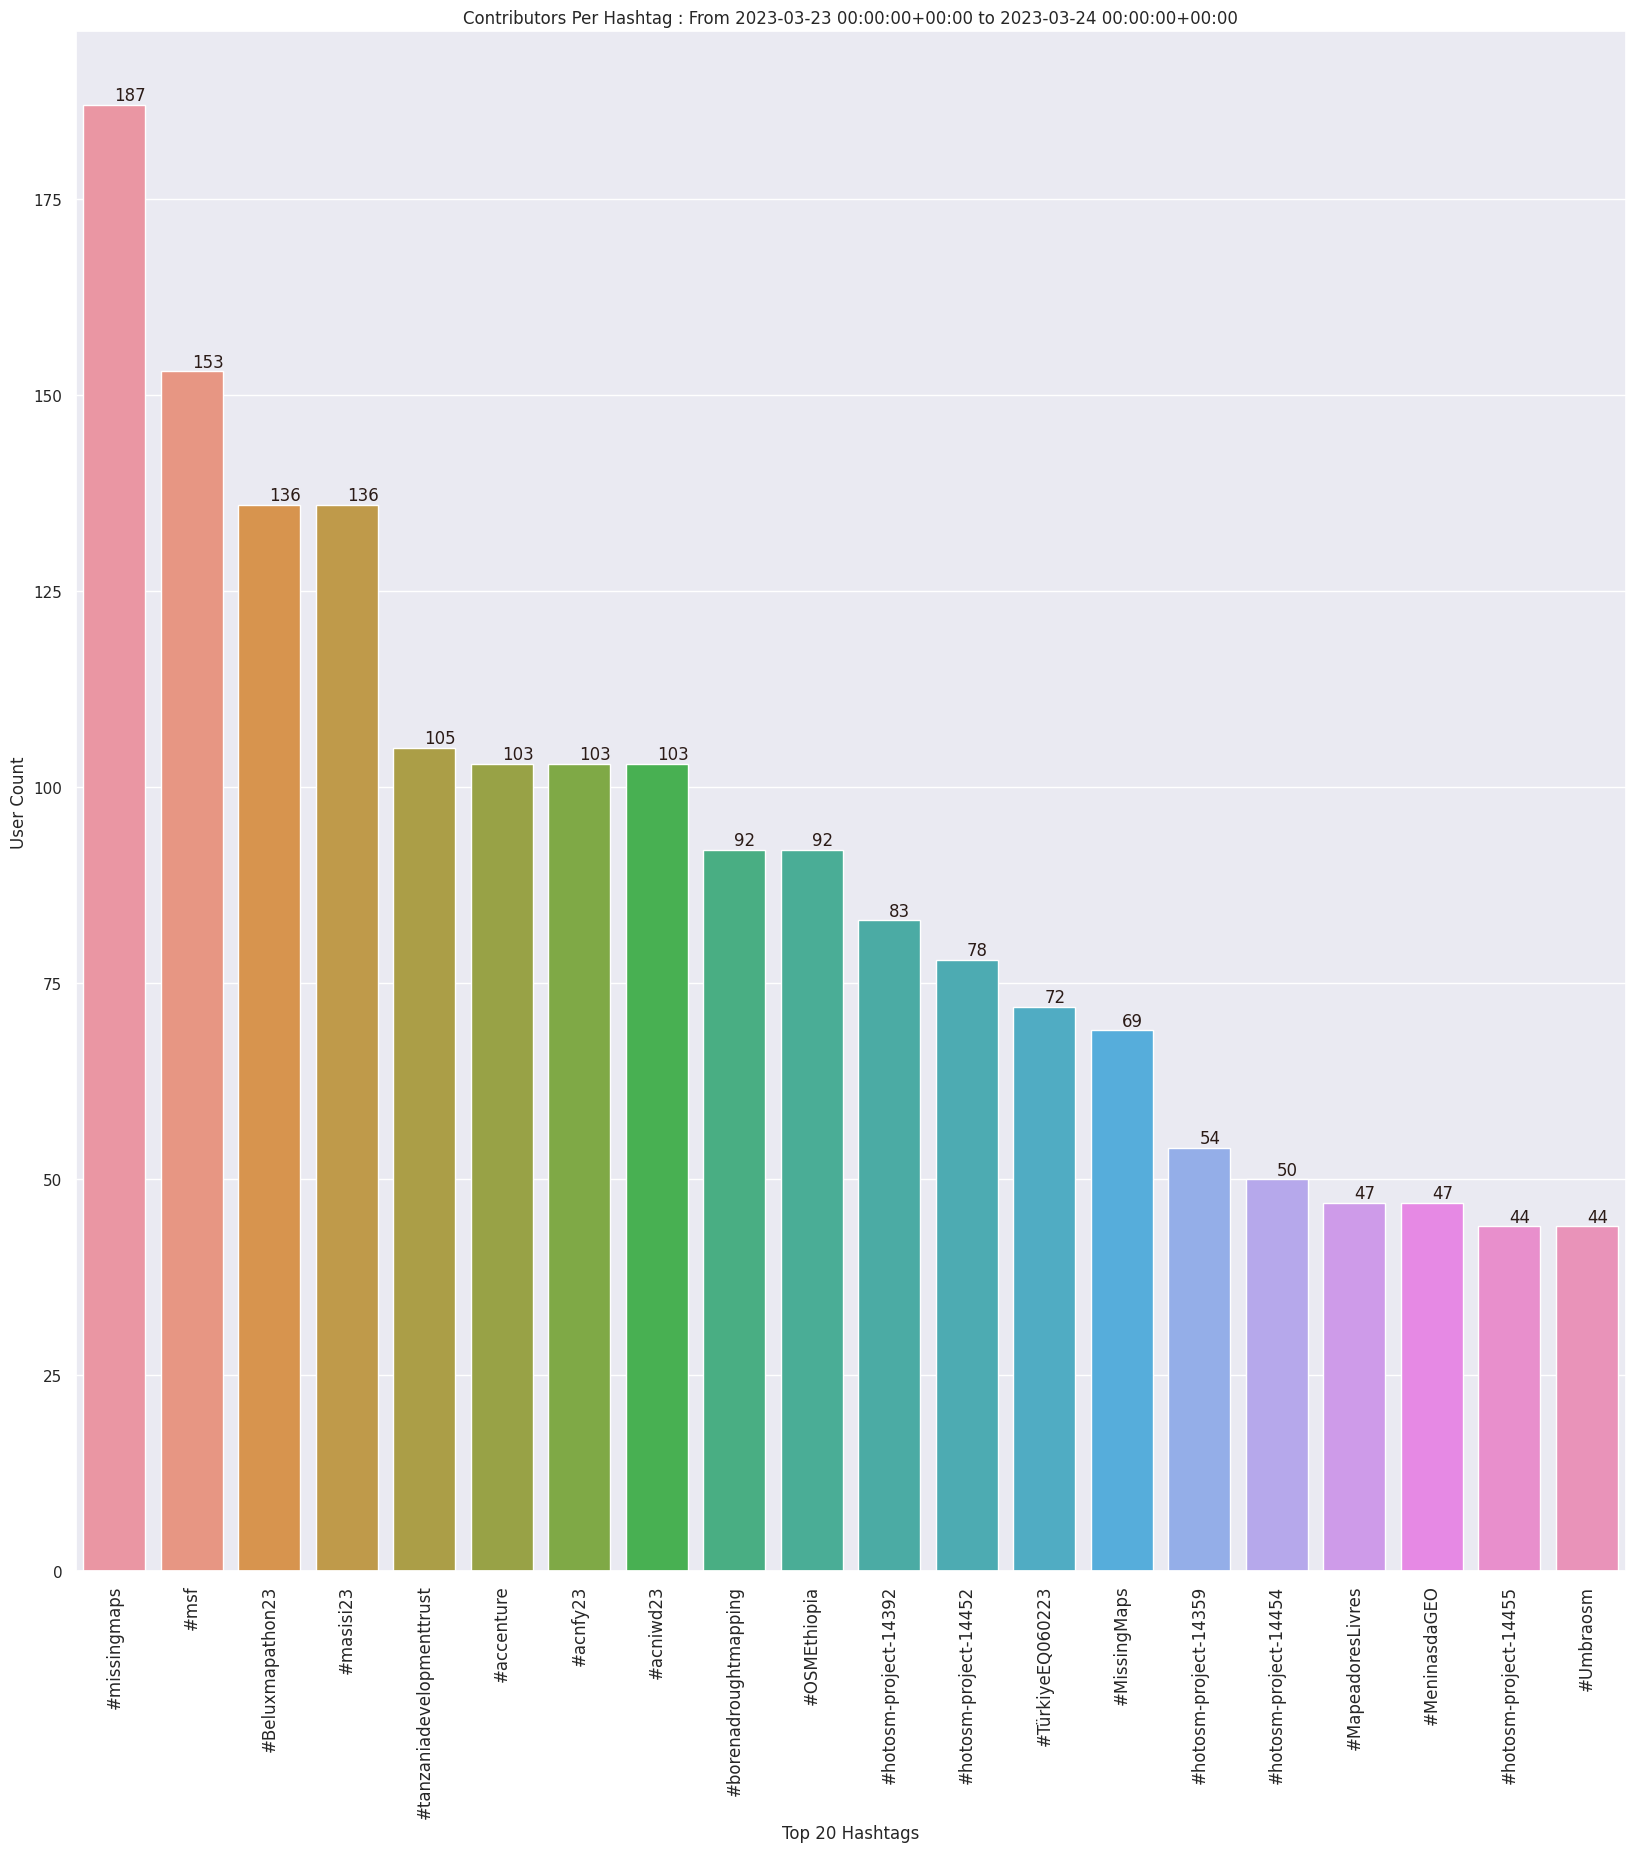 Contributors Per Hashtag : From 2023-03-23 00:00:00+00:00 to 2023-03-24 00:00:00+00:00
187
175
153
150
136
136
125
105
103
103
103
100
92
92
83
78
75
72
69
54
50
50
47
47
44
44
25
0
User Count
#missingmaps
#msf
#Beluxmapathon23
#masisi23
#tanzaniadevelopmenttrust
#accenture
#acnfy23
#acniwd23
#borenadroughtmapping
#OSMEthiopia
#hotosm-project-14392
#hotosm-project-14452
#TürkiyeEQ060223
#MissingMaps
#hotosm-project-14359
#hotosm-project-14454
#MapeadoresLivres
#MeninasdaGEO
#hotosm-project-14455
#Umbraosm
Top 20 Hashtags